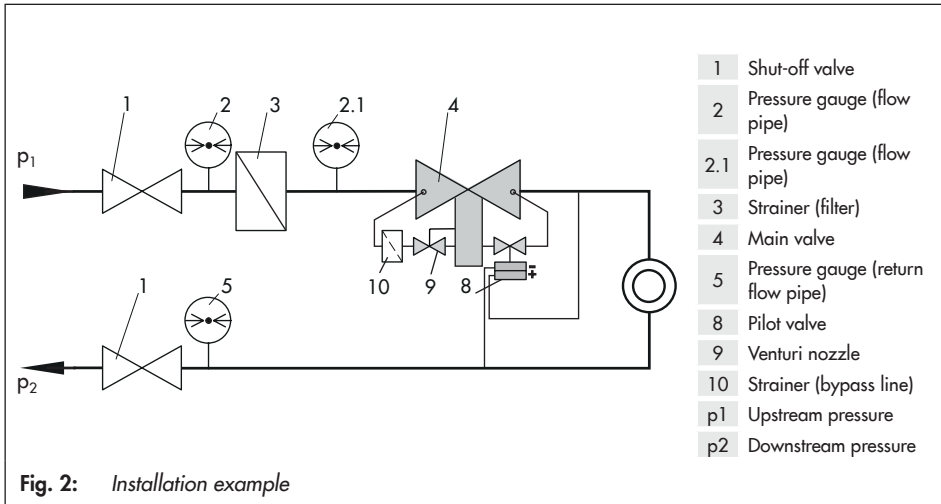 1
2
3
2.1
4
p1
10
9
8
-
+
1
5
p2
1 Shut-off valve
2 Pressure gauge (flow
pipe)
2.1 Pressure gauge (flow
pipe)
3 Strainer (filter)
4 Main valve
5 Pressure gauge (return
flow pipe)
8 Pilot valve
9 Venturi nozzle
10 Strainer (bypass line)
p1 Upstream pressure
p2 Downstream pressure
Fig. 2: Installation example